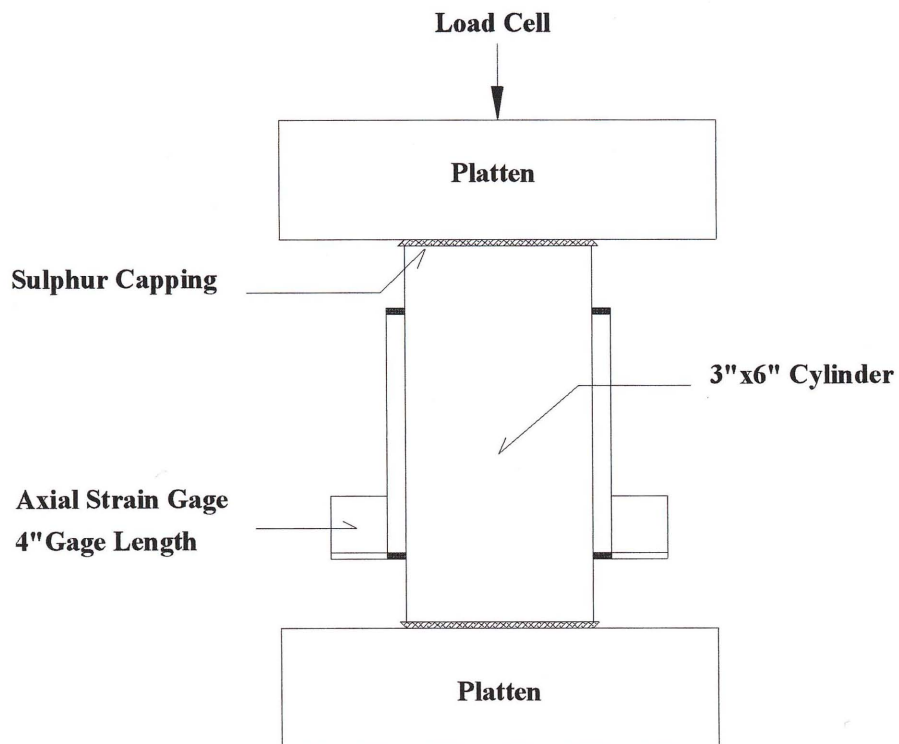 Load Cell
Platten
Sulphur Capping
3"x6" Cylinder
Axial Strain Gage
4"Gage Length
Platten